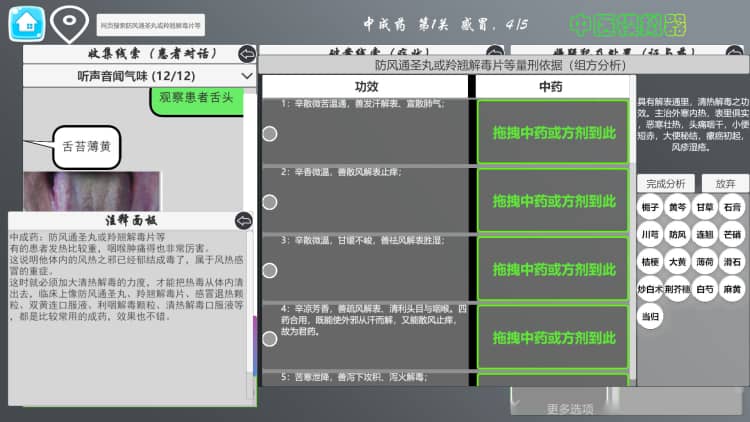 网页搜索防风通圣丸或羚翘解毒片等
中成药 第1关 感冒, 4/5
中医模拟器
收集线索（患者对话）
听声音闻气味 (12/12)
观察患者舌头
舌苔薄黄
注释面板
中成药：防风通圣丸或羚翘解毒片等
有的患者发热比较重，咽喉肿痛得也非常厉害。
这说明他体内的风热之邪已经郁结成毒了，属于风热感
冒的重症。
这时就必须加大清热解毒的力度，才能把热毒从体内清
出去，临床上像防风通圣丸、羚翘解毒片、感冒退热颗
粒、双黄连口服液、利咽解毒颗粒、清热解毒口服液等
，都是比较常用的成药，效果也不错。
防风通圣丸或羚翘解毒片等量刑依据（组方分析）
功效
中药
1：辛散微苦温通，善发汗解表、宣散肺气；
拖拽中药或方剂到此
2：辛香微温，善散风解表止痒；
拖拽中药或方剂到此
3：辛散微温，甘缓不峻，善祛风解表胜湿；
拖拽中药或方剂到此
4：辛凉芳香，善疏风解表、清利头目与咽喉。四
药合用，既能使外邪从汗而解，又能散风止痒，
故为君药。
拖拽中药或方剂到此
5：苦寒泄降，善泻下攻积、泻火解毒；
具有解表通里，清热解毒之功
效。主治外寒内热，表里俱实
，恶寒壮热，头痛咽干，小便
短赤，大便秘结，瘰疬初起，
风疹湿疮。
完成分析
放弃
栀子 黄芩 甘草 石膏
川芎 防风 连翘 芒硝
桔梗 大黄 薄荷 滑石
炒白术 荆芥穗 白芍 麻黄
当归
更多选项